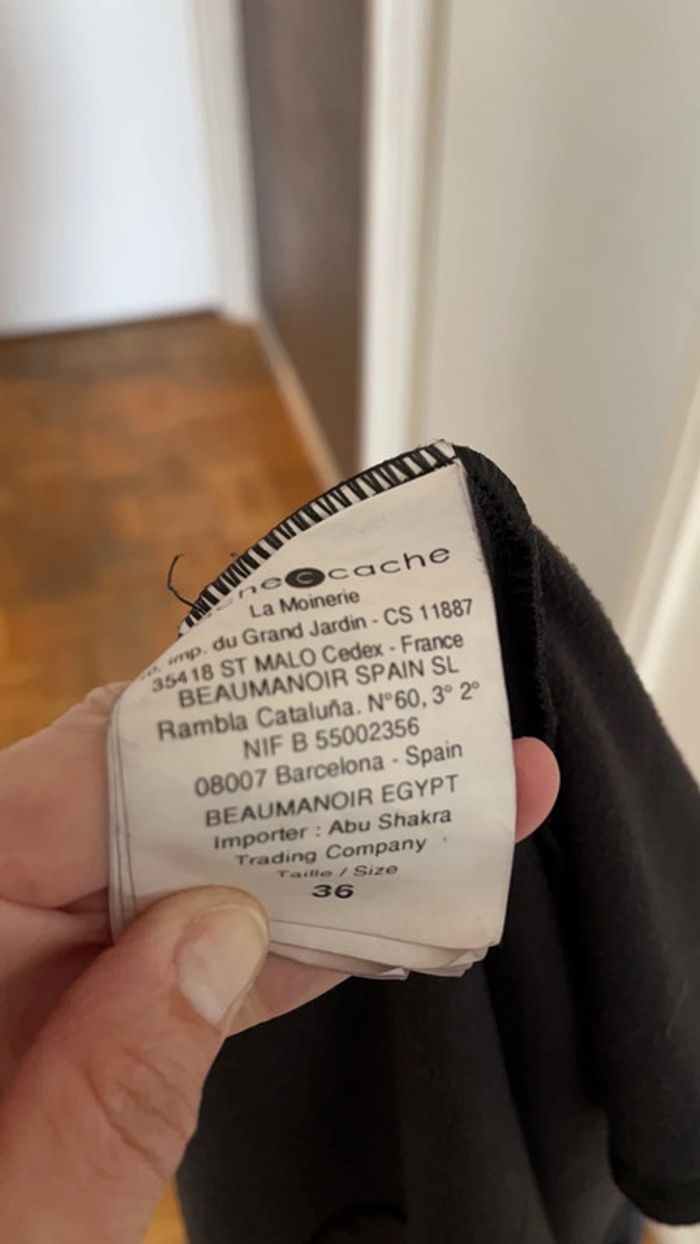 cache
La Moinerie
imp. du Grand Jardin - CS 11887
35418 ST MALO Cedex - France
BEAUMANOIR SPAIN SL
Rambla Cataluña. N°60, 3° 2°
NIF B 55002356
08007 Barcelona - Spain
BEAUMANOIR EGYPT
Importer : Abu Shakra
Trading Company
Taille / Size
36